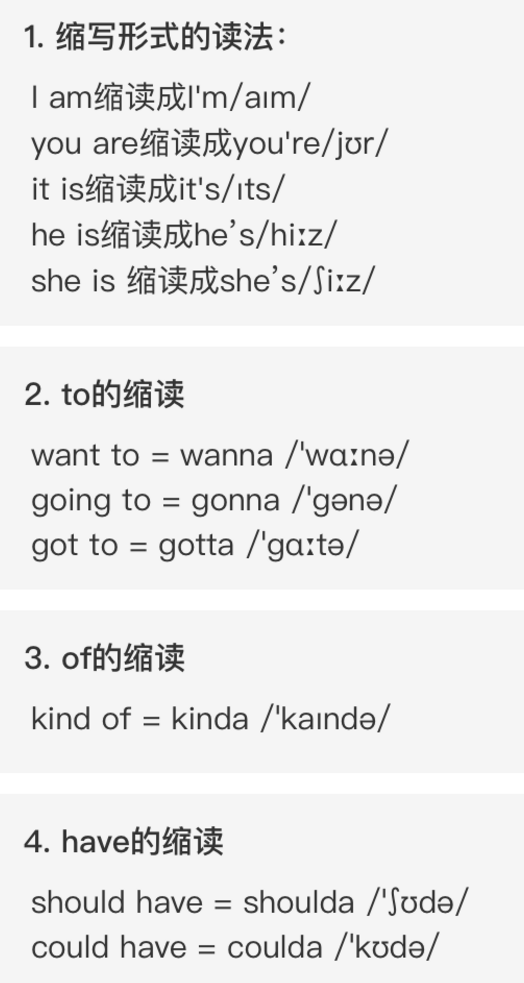 1. 缩写形式的读法：
I am缩读成I'm/aɪm/
you are缩读成you're/jʊr/
it is缩读成it's/ɪts/
he is缩读成he’s/hiːz/
she is 缩读成she’s/ʃiːz/
2. to的缩读
want to = wanna /'wɑːnə/
going to = gonna /'gənə/
got to = gotta /'gɑːtə/
3. of的缩读
kind of = kinda /'kaɪndə/
4. have的缩读
should have = shoulda /'ʃʊdə/
could have = coulda /'kʊdə/